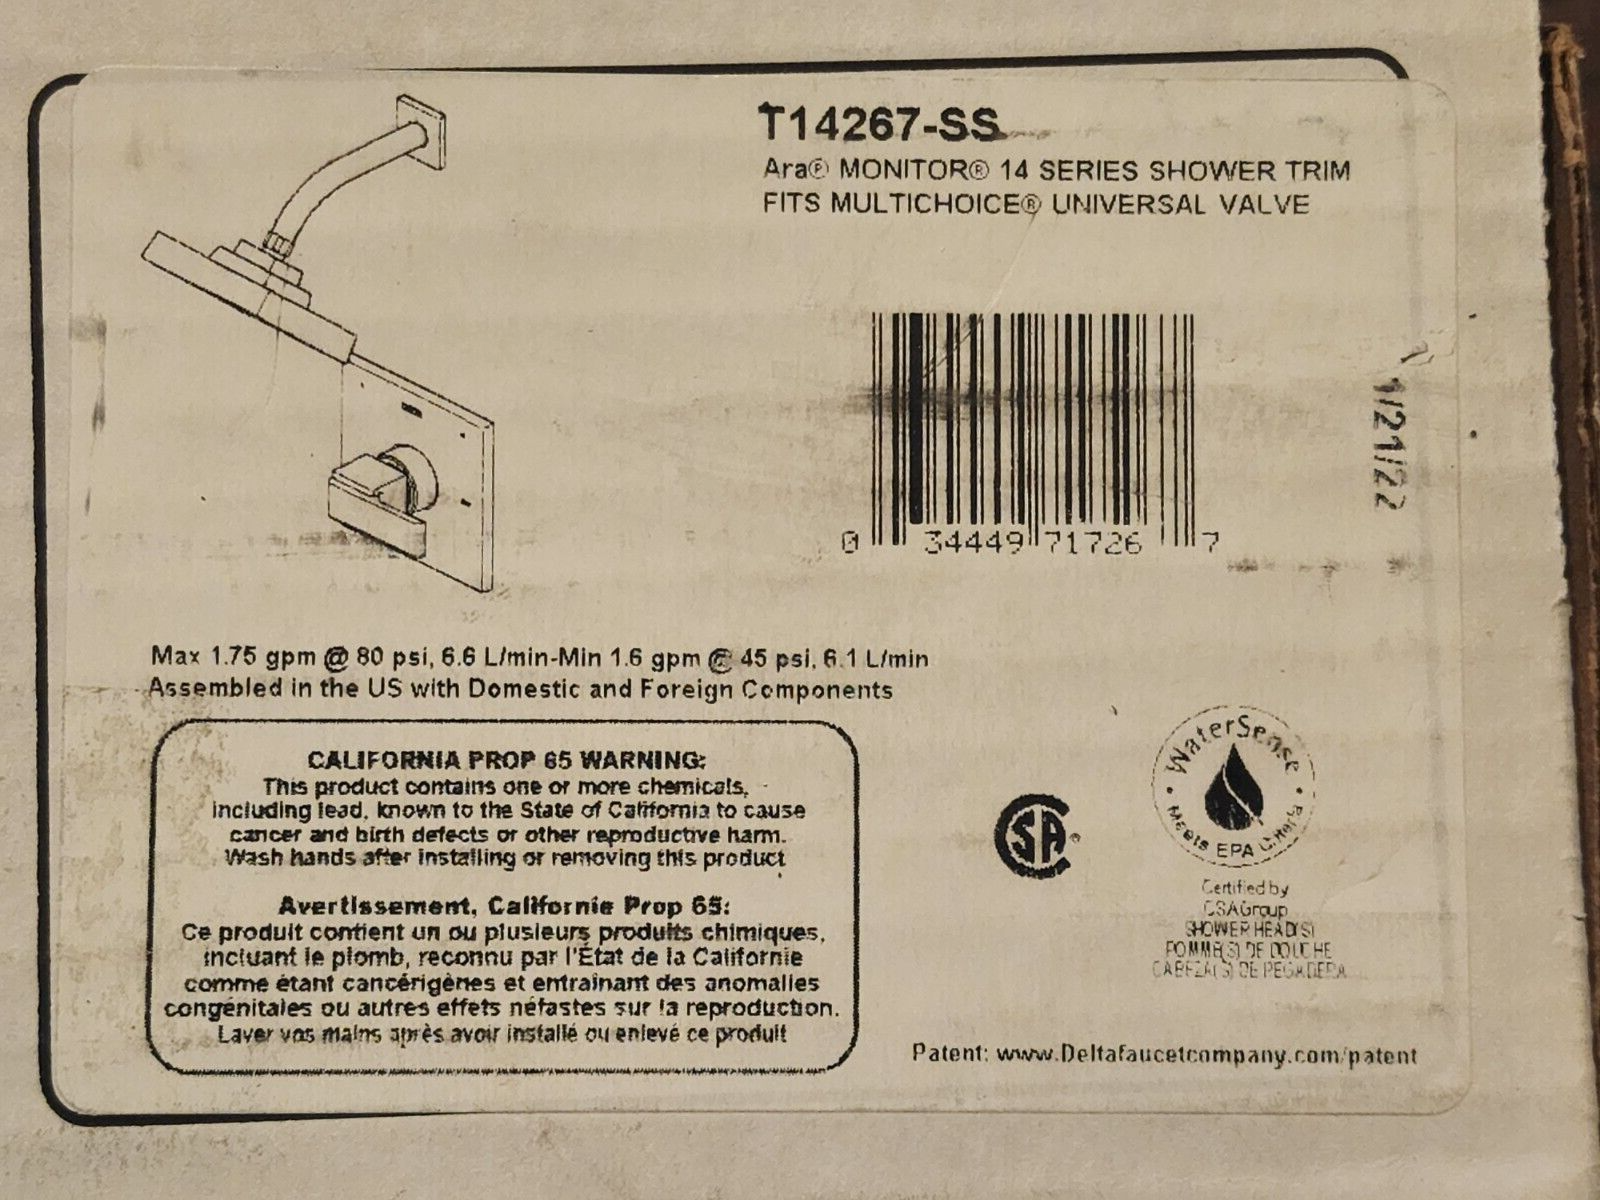 T14267-SS
Ara® MONITOR® 14 SERIES SHOWER TRIM
FITS MULTICHOICE® UNIVERSAL VALVE
0 34449 71726 7
1/21/22
Max 1.75 gpm @ 80 psi, 6.6 L/min-Min 1.6 gpm @ 45 psi, 6.1 L/min
Assembled in the US with Domestic and Foreign Components
CALIFORNIA PROP 65 WARNING:
This product contains one or more chemicals,
including lead, known to the State of California to cause
cancer and birth defects or other reproductive harm.
Wash hands after installing or removing this product
Avertissement, Californie Prop 65:
Ce produit contient un ou plusieurs produits chimiques,
incluant le plomb, reconnu par l'État de la Californie
comme étant cancérigènes et entraînant des anomalies
congénitales ou autres effets néfastes sur la reproduction.
Laver vos mains après avoir installé ou enlevé ce produit
CSA®
WaterSense
Meets EPA Criteria
Certified by
CSAGroup
SHOWER HEAD(S)
POMME(S) DE DOUCHE
CABEZA(S) DE REGADERA
Patent: www.Deltafaucetcompany.com/patent